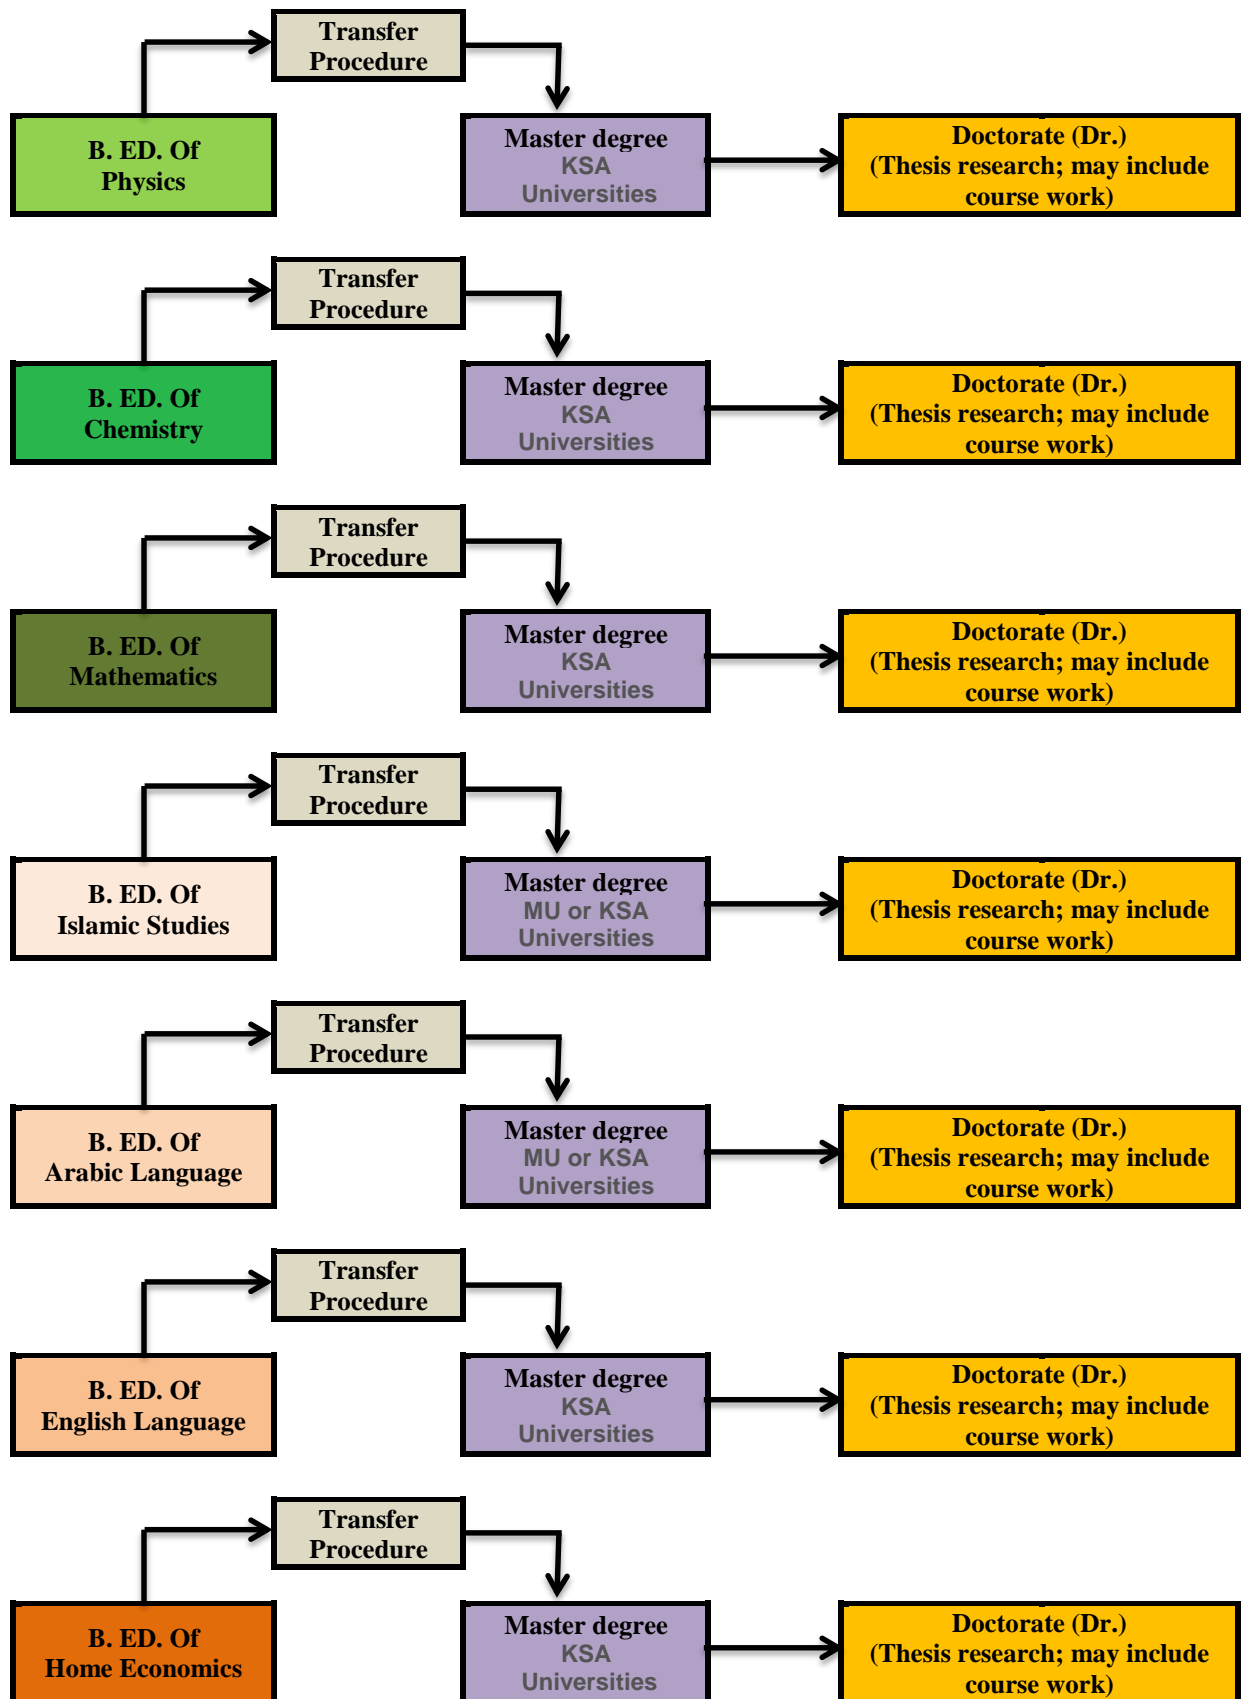 Transfer
Procedure
B. ED. Of
Physics
Master degree
KSA
Universities
Doctorate (Dr.)
(Thesis research; may include
course work)
Transfer
Procedure
B. ED. Of
Chemistry
Master degree
KSA
Universities
Doctorate (Dr.)
(Thesis research; may include
course work)
Transfer
Procedure
B. ED. Of
Mathematics
Master degree
KSA
Universities
Doctorate (Dr.)
(Thesis research; may include
course work)
Transfer
Procedure
B. ED. Of
Islamic Studies
Master degree
MU or KSA
Universities
Doctorate (Dr.)
(Thesis research; may include
course work)
Transfer
Procedure
B. ED. Of
Arabic Language
Master degree
MU or KSA
Universities
Doctorate (Dr.)
(Thesis research; may include
course work)
Transfer
Procedure
B. ED. Of
English Language
Master degree
KSA
Universities
Doctorate (Dr.)
(Thesis research; may include
course work)
Transfer
Procedure
B. ED. Of
Home Economics
Master degree
KSA
Universities
Doctorate (Dr.)
(Thesis research; may include
course work)